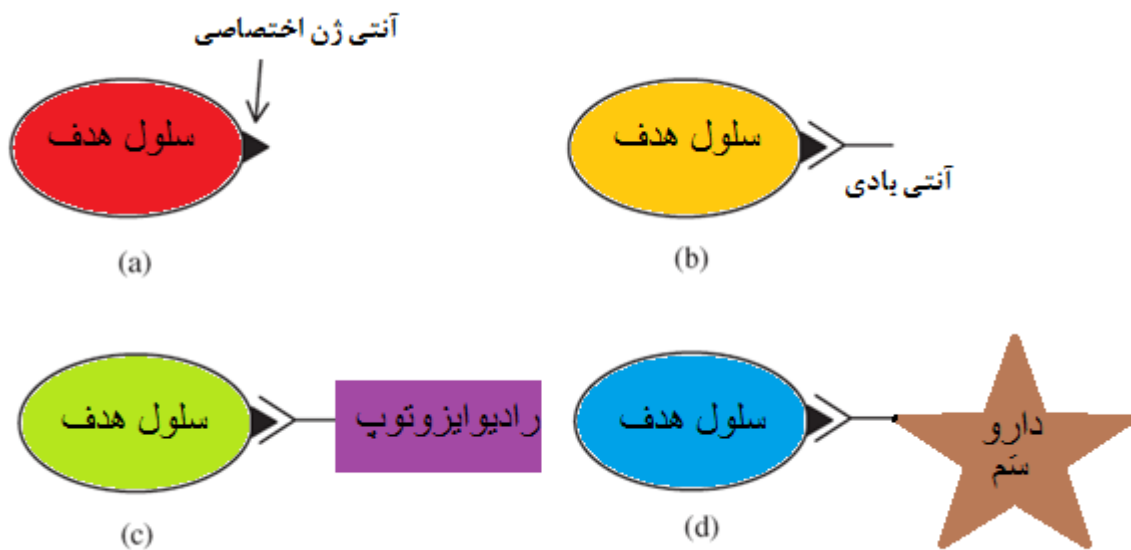 آنتی ژن اختصاصی
سلول هدف
(a)
سلول هدف
آنتی بادی
(b)
سلول هدف
رادیوایزوتوپ
(c)
سلول هدف
دارو
سَم
(d)